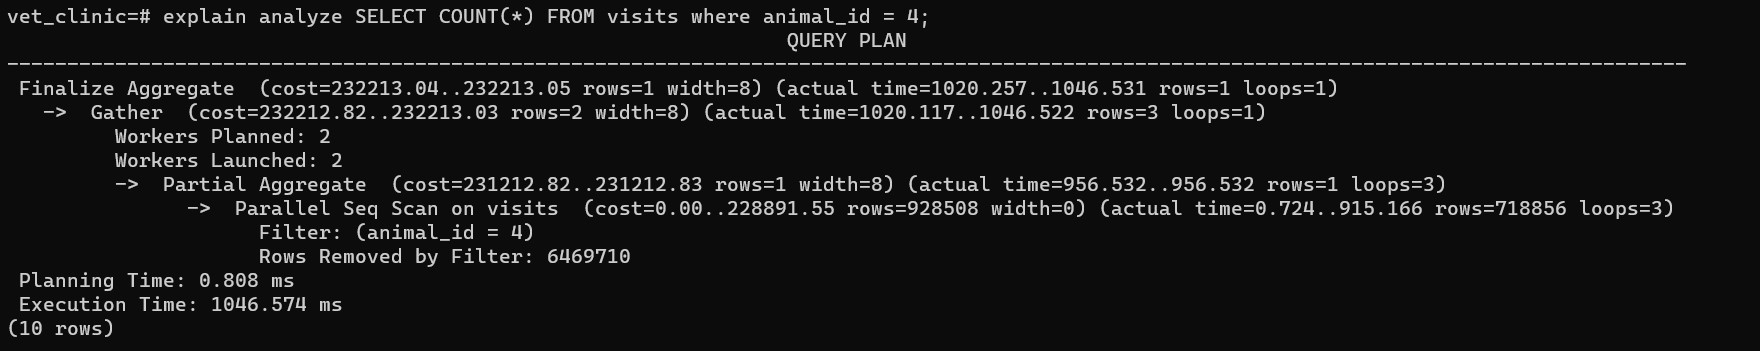 vet_clinic=# explain analyze SELECT COUNT(*) FROM visits where animal_id = 4;
QUERY PLAN
--------------------------------------------------------------------------------------------------------------------------------------------
Finalize Aggregate  (cost=232213.04..232213.05 rows=1 width=8) (actual time=1020.257..1046.531 rows=1 loops=1)
->  Gather  (cost=232212.82..232213.03 rows=2 width=8) (actual time=1020.117..1046.522 rows=3 loops=1)
Workers Planned: 2
Workers Launched: 2
->  Partial Aggregate  (cost=231212.82..231212.83 rows=1 width=8) (actual time=956.532..956.532 rows=1 loops=3)
->  Parallel Seq Scan on visits  (cost=0.00..228891.55 rows=928508 width=0) (actual time=0.724..915.166 rows=718856 loops=3)
Filter: (animal_id = 4)
Rows Removed by Filter: 6469710
Planning Time: 0.808 ms
Execution Time: 1046.574 ms
(10 rows)